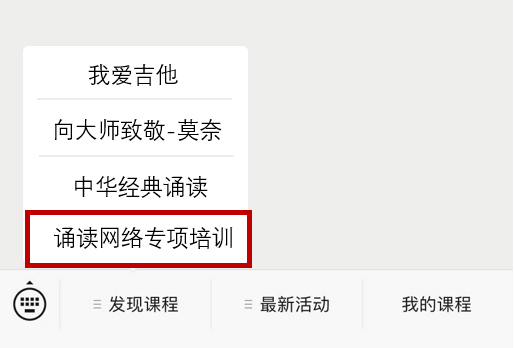 我爱吉他
向大师致敬-莫奈
中华经典诵读
诵读网络专项培训
发现课程 最新活动 我的课程